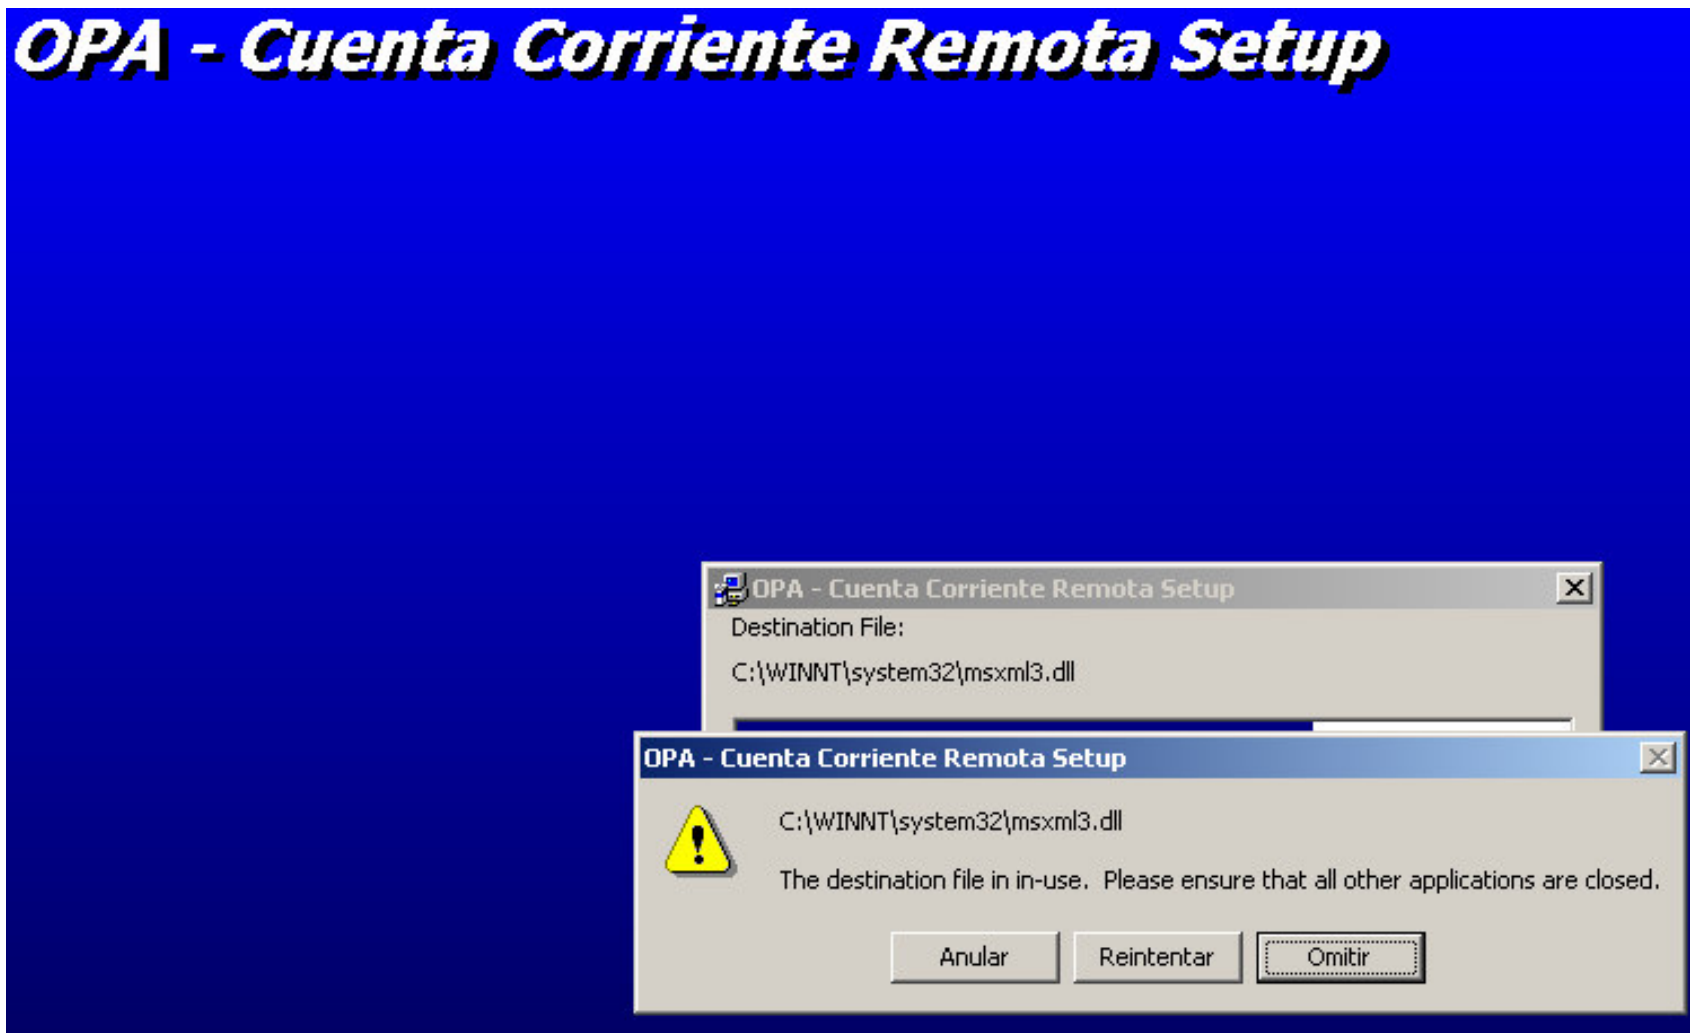 OPA - Cuenta Corriente Remota Setup
OPA - Cuenta Corriente Remota Setup
Destination File:
C:\WINNT\system32\msxml3.dll
OPA - Cuenta Corriente Remota Setup
C:\WINNT\system32\msxml3.dll
The destination file in in-use.  Please ensure that all other applications are closed.
Anular Reintentar Omitir